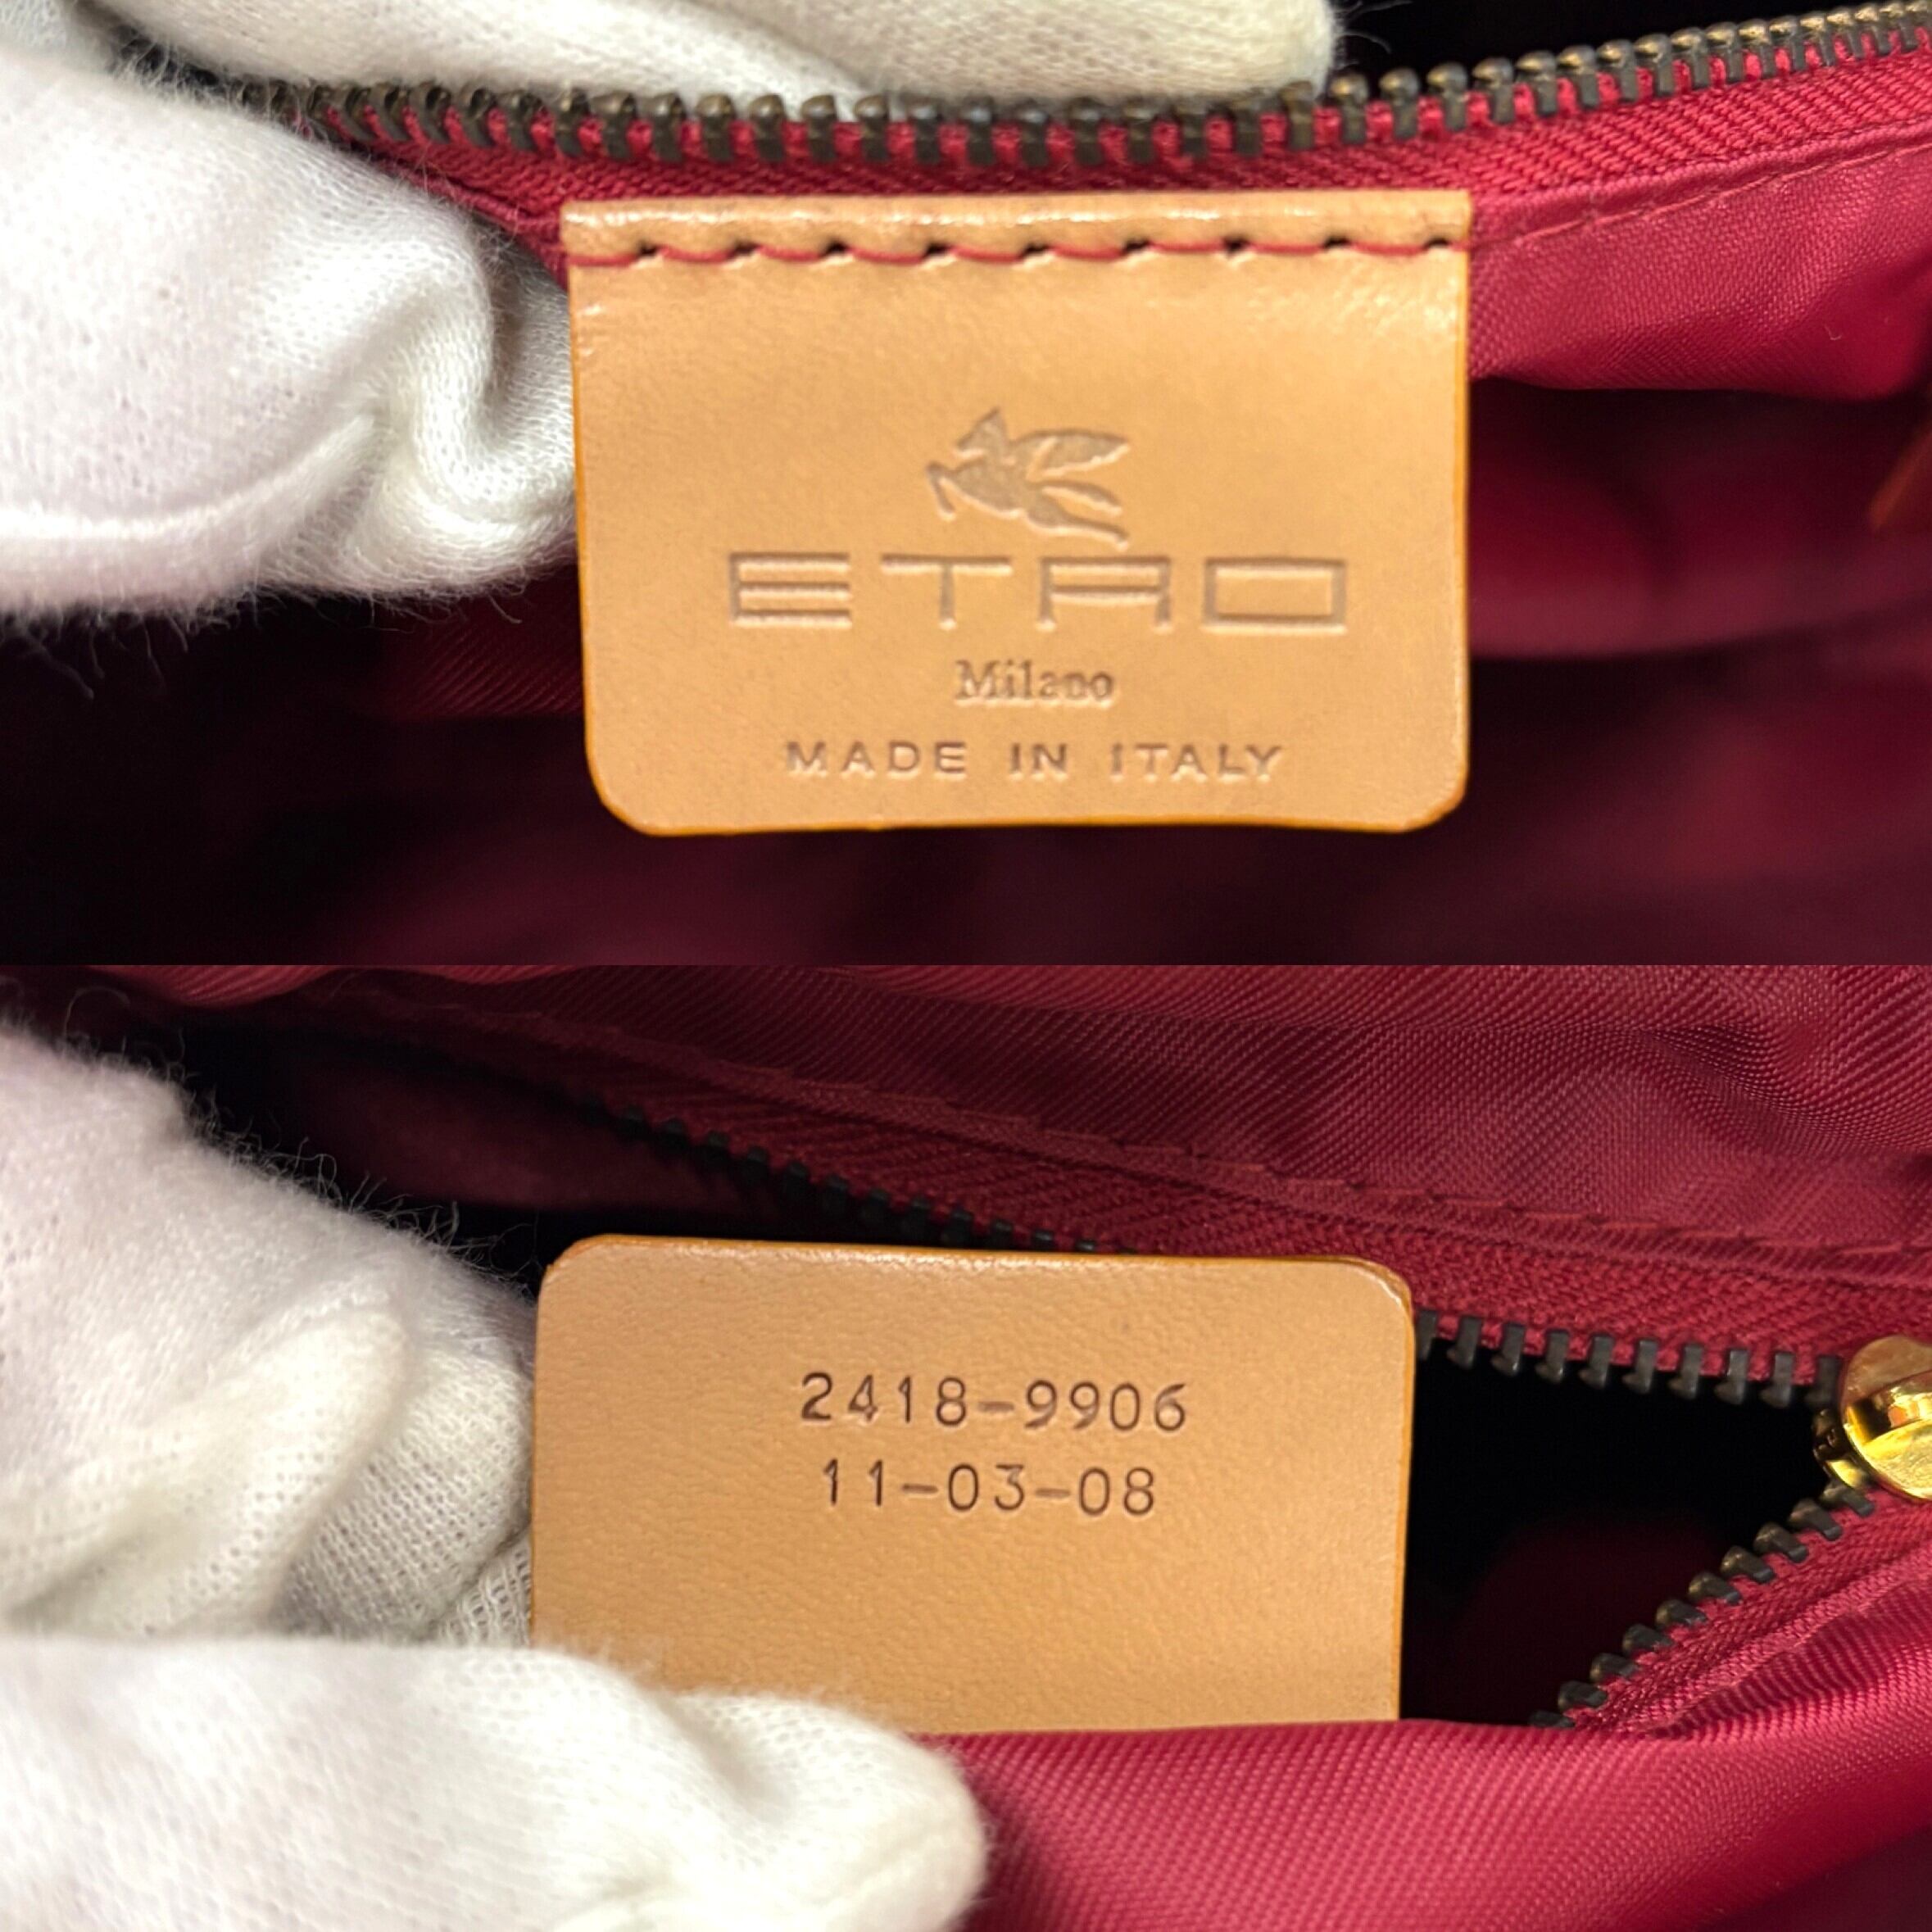 ETRO
Milano
MADE IN ITALY
2418-9906
11-03-08